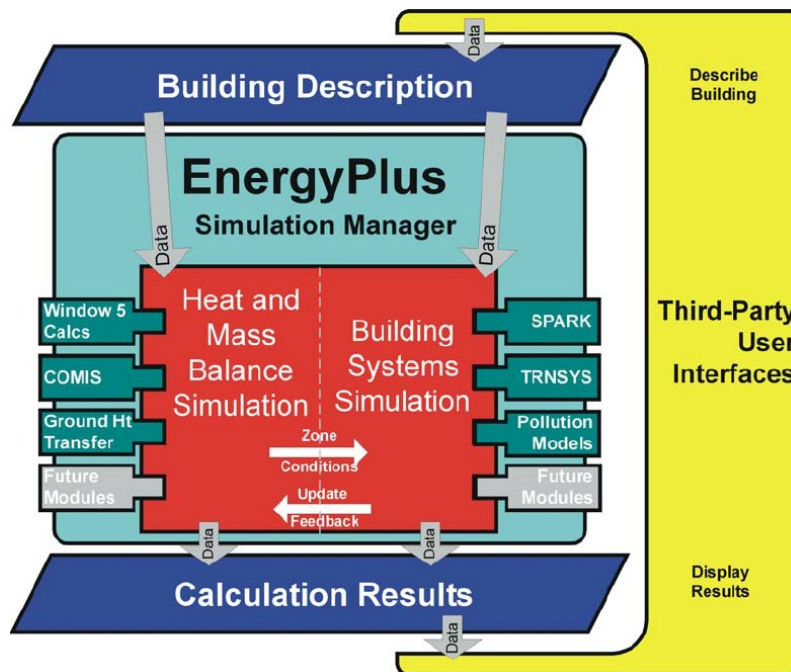 Data
Building Description
Describe
Building
EnergyPlus
Simulation Manager
Data
Data
Heat and
Mass
Balance
Simulation
Building
Systems
Simulation
Window 5
Calcs
COMIS
Ground Ht
Transfer
Future
Modules
SPARK
TRNSYS
Pollution
Models
Future
Modules
Zone
Conditions
Update
Feedback
Third-Party
User
Interfaces
Data
Data
Calculation Results
Display
Results
Data